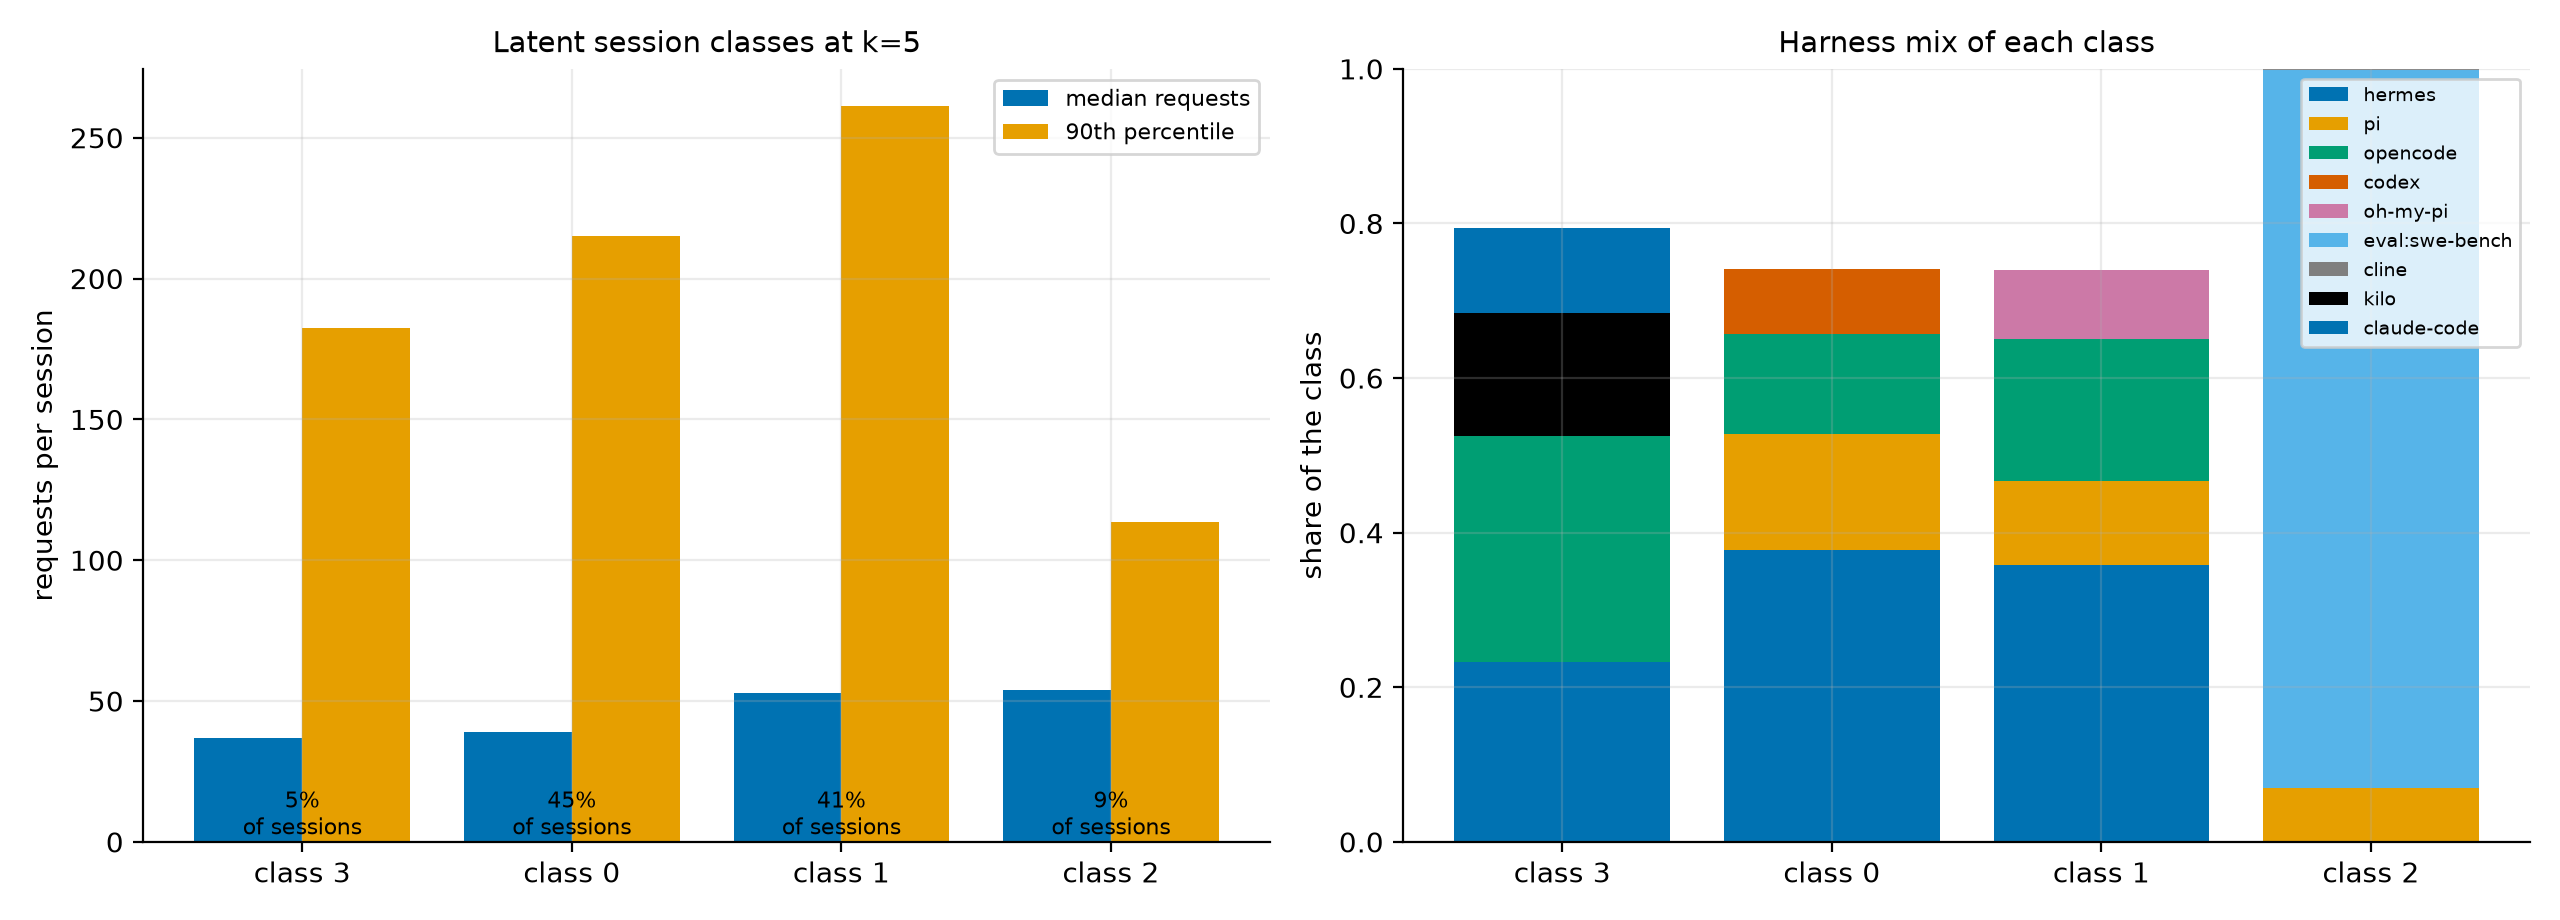 Latent session classes at k=5
requests per session
250
200
150
100
50
0
median requests
90th percentile
5%
of sessions
45%
of sessions
41%
of sessions
9%
of sessions
class 3
class 0
class 1
class 2
Harness mix of each class
share of the class
1.0
0.8
0.6
0.4
0.2
0.0
hermes
pi
opencode
codex
oh-my-pi
eval:swe-bench
cline
kilo
claude-code
class 3
class 0
class 1
class 2